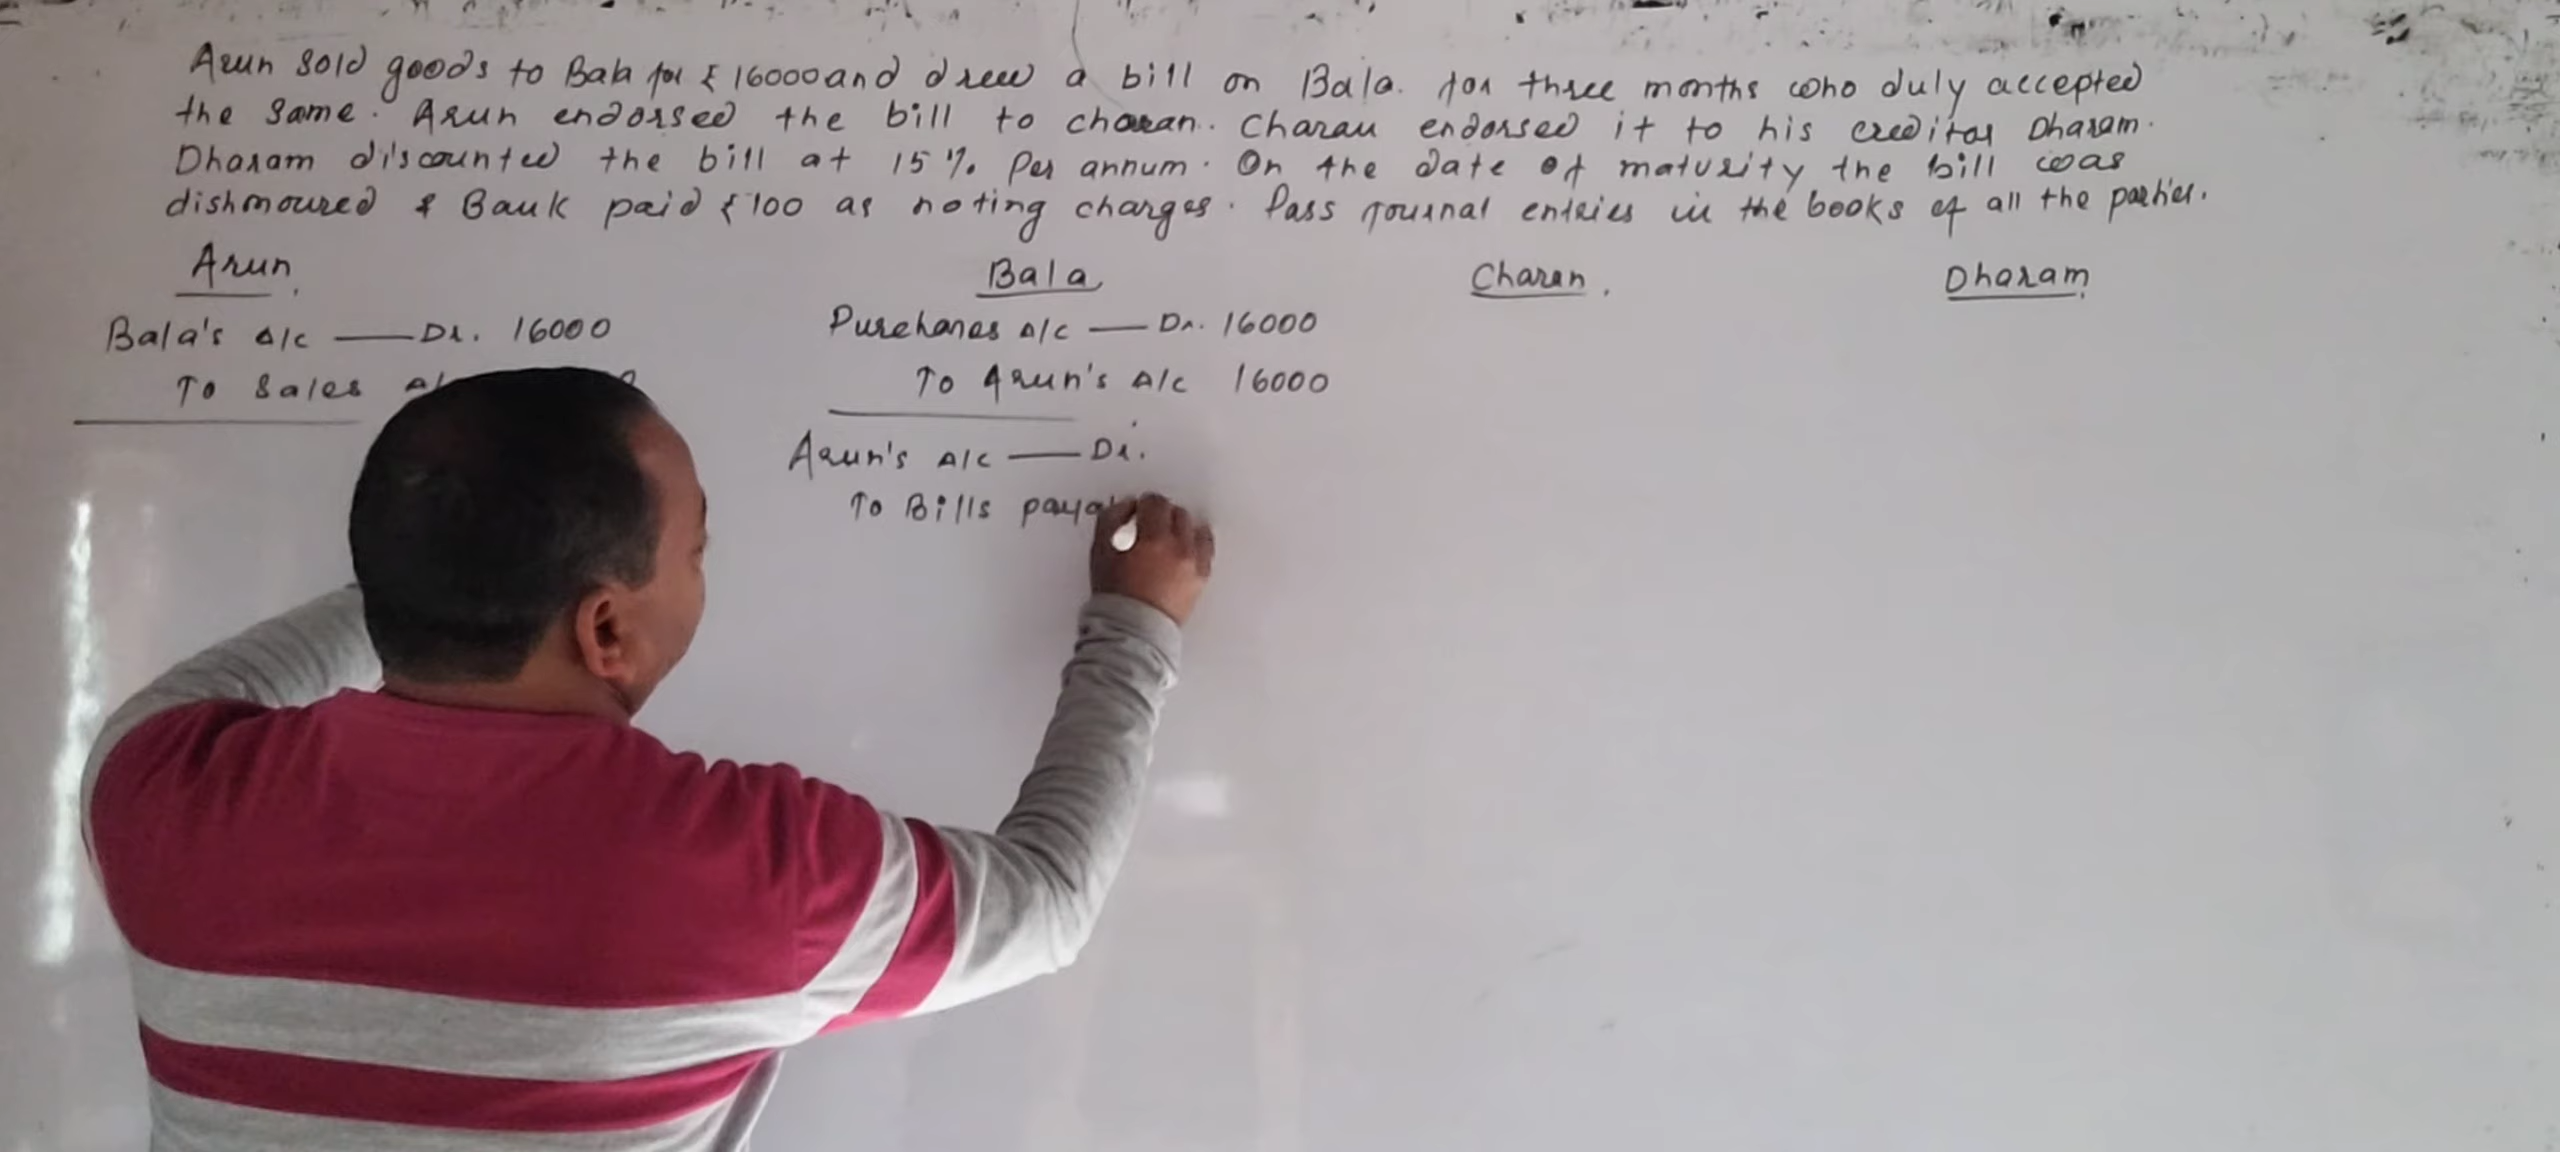 Arun sold goods to Bala for ₹ 16000 and drew a bill on Bala. for three months who duly accepted
the same. Arun endorsed the bill to charan. Charan endorsed it to his creditor Dharam.
Dharam discounted the bill at 15% Per annum. On the date of maturity the bill was
dishmoured & Bank paid ₹100 as noting charges. Pass journal entries in the books of all the parties.
Arun
Bala
Charan.
Dharam
Bala's A/c — Dr. 16000
To Sales
Purchases A/c — Dr. 16000
To Arun's A/c 16000
Arun's A/c — Dr.
To Bills